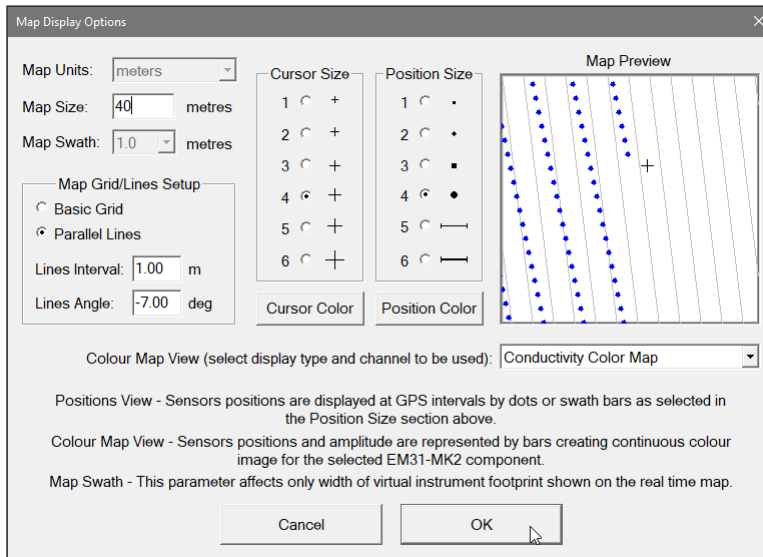 Map Display Options
Map Units: meters
Map Size: 40 metres
Map Swath: 1.0 metres
Map Grid/Lines Setup
Basic Grid
Parallel Lines
Lines Interval: 1.00 m
Lines Angle: -7.00 deg
Cursor Size
1
2
3
4
5
6
Cursor Color
Position Size
1
2
3
4
5
6
Position Color
Map Preview
Colour Map View (select display type and channel to be used): Conductivity Color Map
Positions View - Sensors positions are displayed at GPS intervals by dots or swath bars as selected in
the Position Size section above.
Colour Map View - Sensors positions and amplitude are represented by bars creating continuous colour
image for the selected EM31-MK2 component.
Map Swath - This parameter affects only width of virtual instrument footprint shown on the real time map.
Cancel
OK